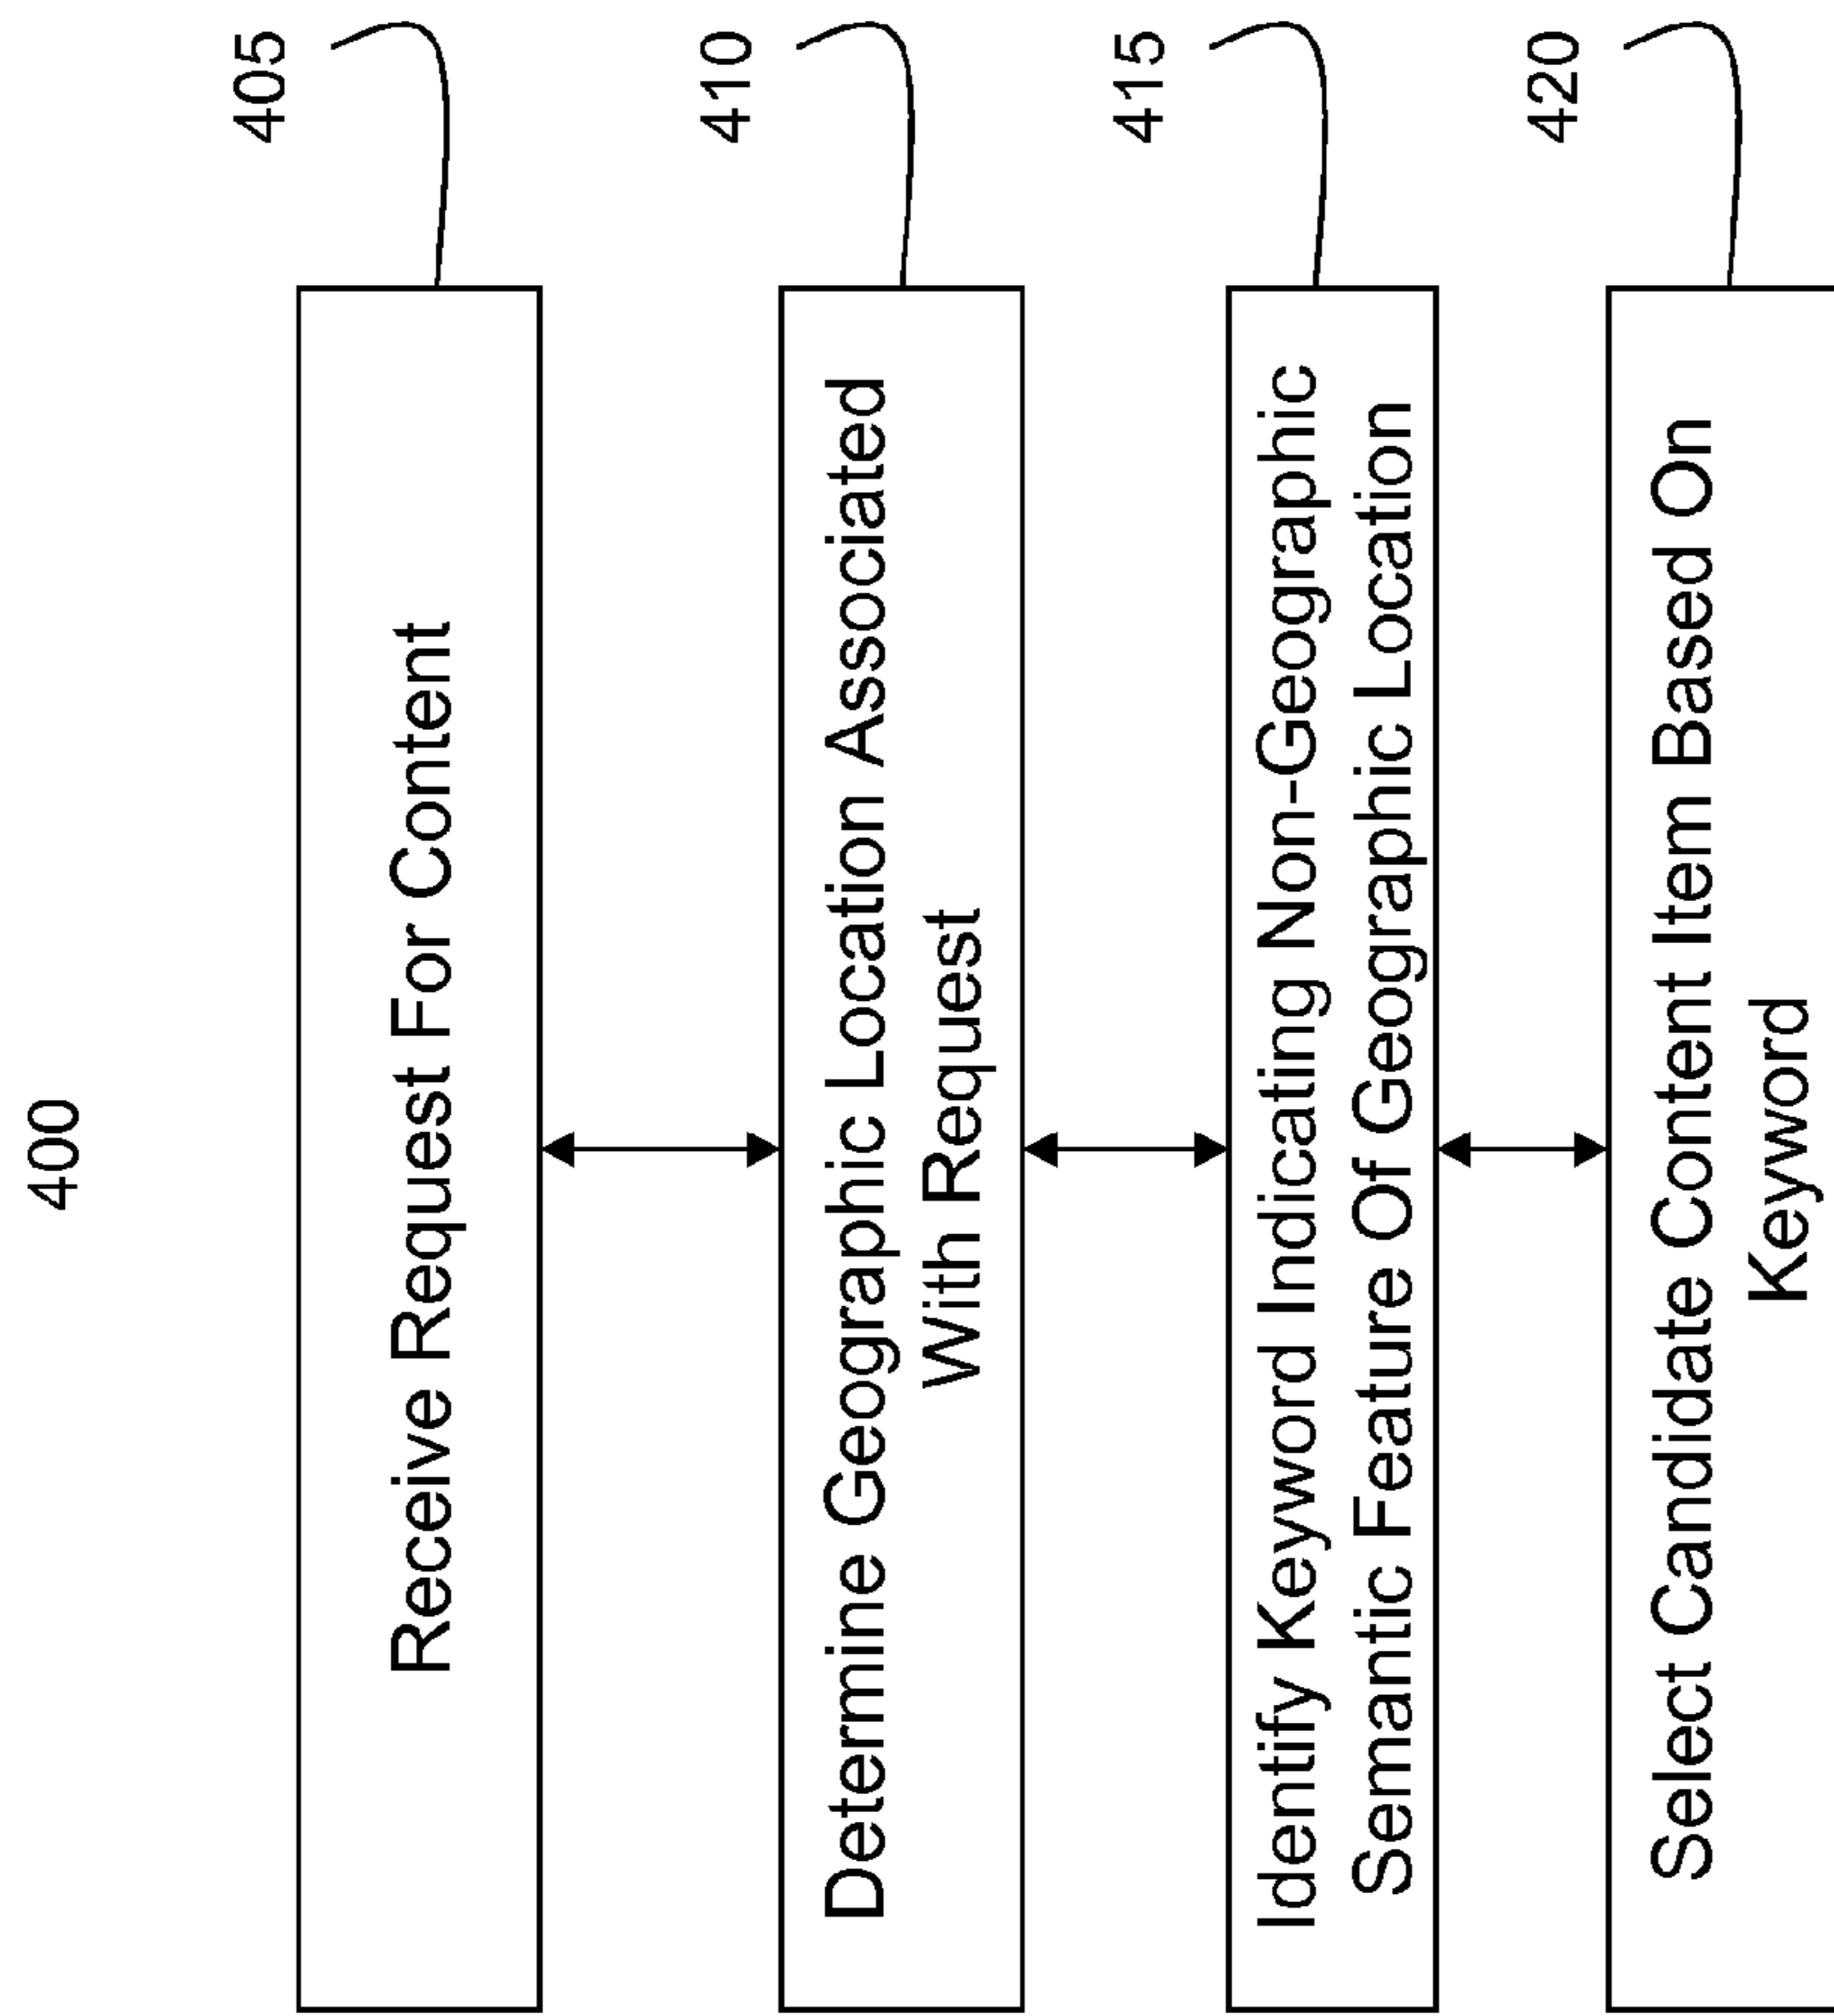 400
405
Receive Request For Content
410
Determine Geographic Location Associated
With Request
415
Identify Keyword Indicating Non-Geographic
Semantic Feature Of Geographic Location
420
Select Candidate Content Item Based On
Keyword